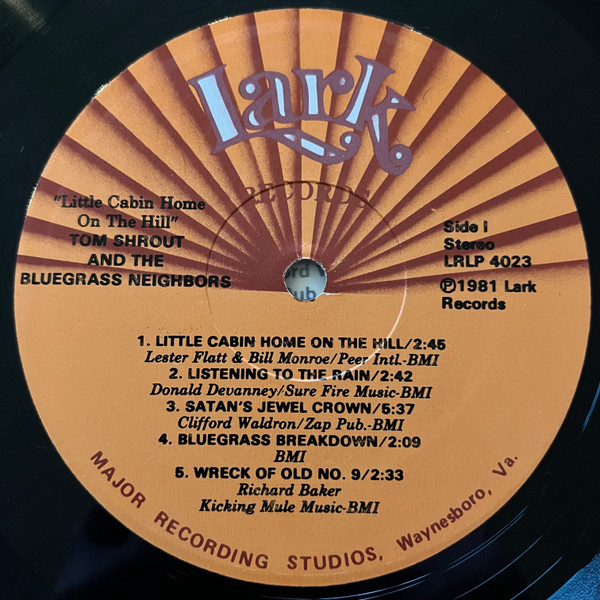 Lark
RECORDS
"Little Cabin Home
On The Hill"
TOM SHROUT
AND THE
BLUEGRASS NEIGHBORS
Side I
Stereo
LRLP 4023
℗1981 Lark
Records
rd
ub
1. LITTLE CABIN HOME ON THE HILL/2:45
Lester Flatt & Bill Monroe/Peer Intl.-BMI
2. LISTENING TO THE RAIN/2:42
Donald Devanney/Sure Fire Music-BMI
3. SATAN'S JEWEL CROWN/5:37
Clifford Waldron/Zap Pub.-BMI
4. BLUEGRASS BREAKDOWN/2:09
BMI
5. WRECK OF OLD NO. 9/2:33
Richard Baker
Kicking Mule Music-BMI
MAJOR RECORDING STUDIOS, Waynesboro, Va.